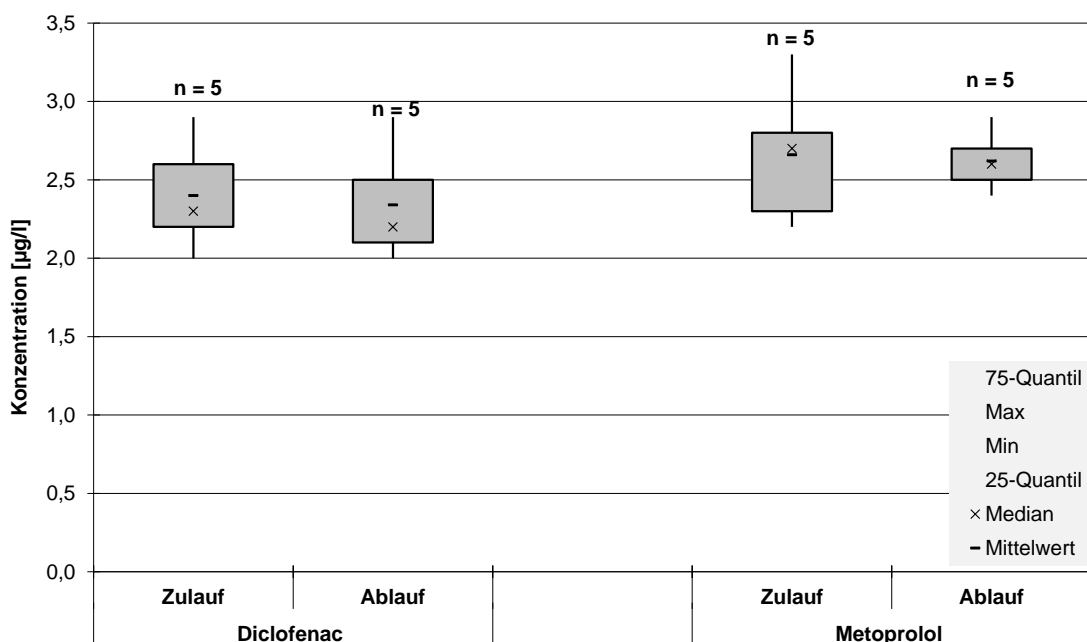 Konzentration [µg/l]
3,5
3,0
2,5
2,0
1,5
1,0
0,5
0,0
n = 5
n = 5
n = 5
n = 5
75-Quantil
Max
Min
25-Quantil
Median
Mittelwert
Zulauf
Ablauf
Zulauf
Ablauf
Diclofenac
Metoprolol